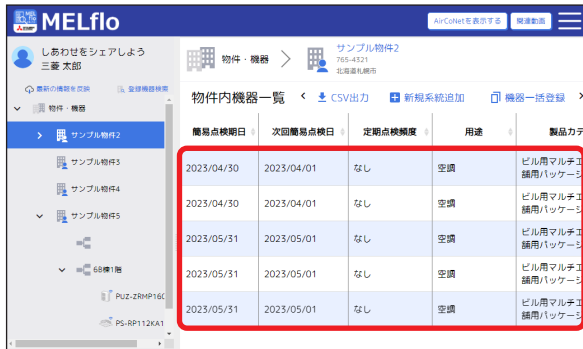 MELflo
AirCoNetを表示する
関連動画
しあわせをシェアしよう
三菱 太郎
最新の情報を反映
登録機器検索
物件・機器
サンプル物件2
サンプル物件3
サンプル物件4
サンプル物件5
68棟1階
PUZ-ZRMP160
PS-RP112KA1
物件・機器
サンプル物件2
765-4321
北海道札幌市
物件内機器一覧
CSV出力
新規系統追加
機器一括登録
簡易点検期日 次回簡易点検日 定期点検頻度 用途 製品カテ
2023/04/30 2023/04/01 なし 空調 ビル用マルチエ
舗用パッケージ
2023/04/30 2023/04/01 なし 空調 ビル用マルチエ
舗用パッケージ
2023/05/31 2023/05/01 なし 空調 ビル用マルチエ
舗用パッケージ
2023/05/31 2023/05/01 なし 空調 ビル用マルチエ
舗用パッケージ
2023/05/31 2023/05/01 なし 空調 ビル用マルチエ
舗用パッケージ